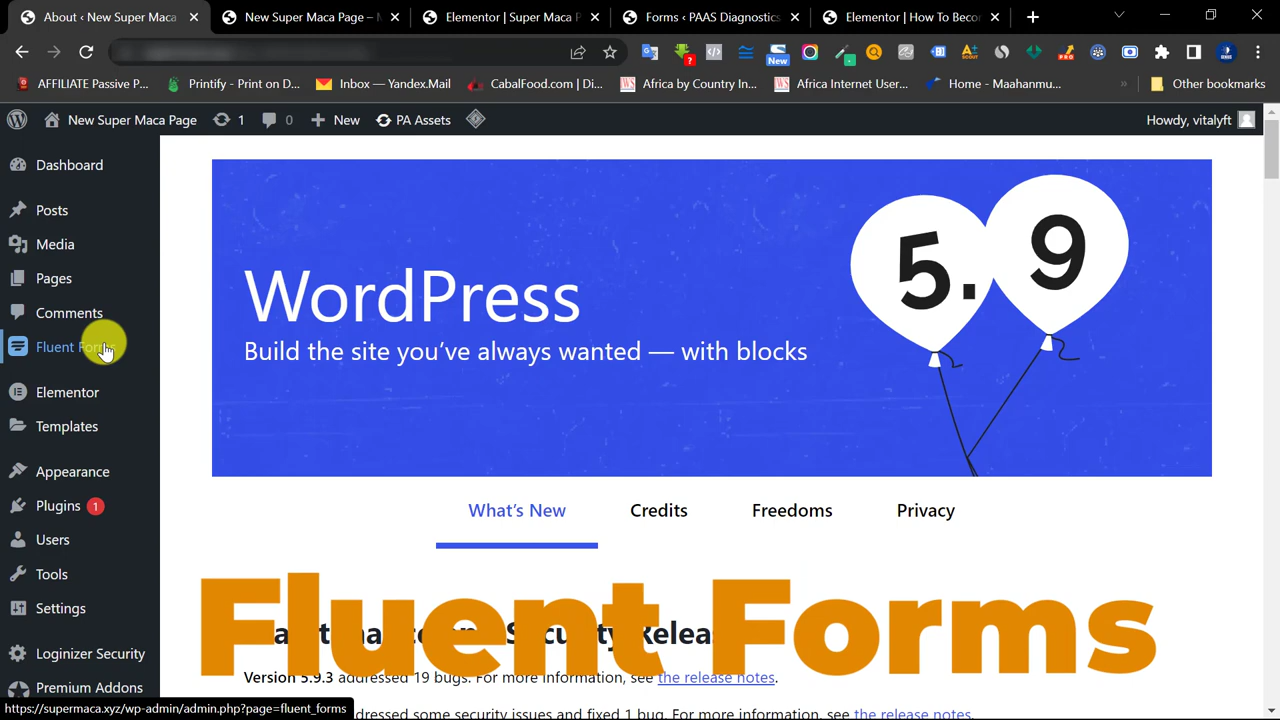 About ‹ New Super Maca
New Super Maca Page –
Elementor | Super Maca P
Forms ‹ PAAS Diagnostics
Elementor | How To Becor
New
PRO
AFFILIATE Passive P...
Printify - Print on D...
Inbox — YandexMail
CabalFood.com | Di...
Africa by Country In...
Africa Internet User...
Home - Maahanmu...
»
Other bookmarks
New Super Maca Page
1
0
New
PA Assets
Howdy, vitalyft
Dashboard
Posts
Media
Pages
Comments
Fluent Forms
Elementor
Templates
Appearance
Plugins 1
Users
Tools
Settings
Loginizer Security
Premium Addons
WordPress
Build the site you've always wanted — with blocks
5.9
What's New
Credits
Freedoms
Privacy
Fluent Forms
Version 5.9.3 addressed 19 bugs. For more information, see the release notes.
dressed some security issues and fixed 1 bug. For more information, see the release notes.
https://supermaca.xyz/wp-admin/admin.php?page=fluent_forms